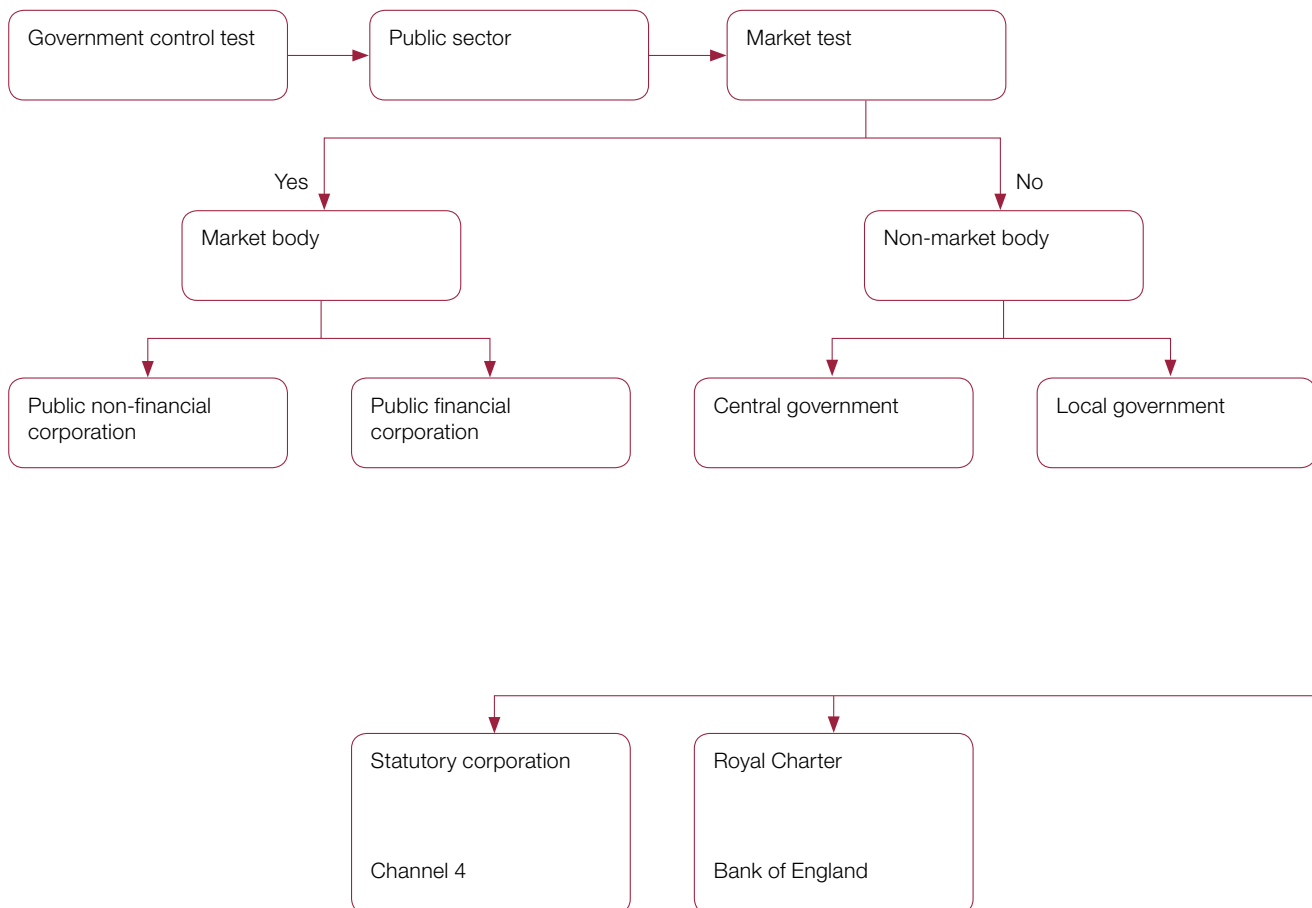 Government control test
Public sector
Market test
Yes
No
Market body
Non-market body
Public non-financial
corporation
Public financial
corporation
Central government
Local government
Statutory corporation
Channel 4
Royal Charter
Bank of England